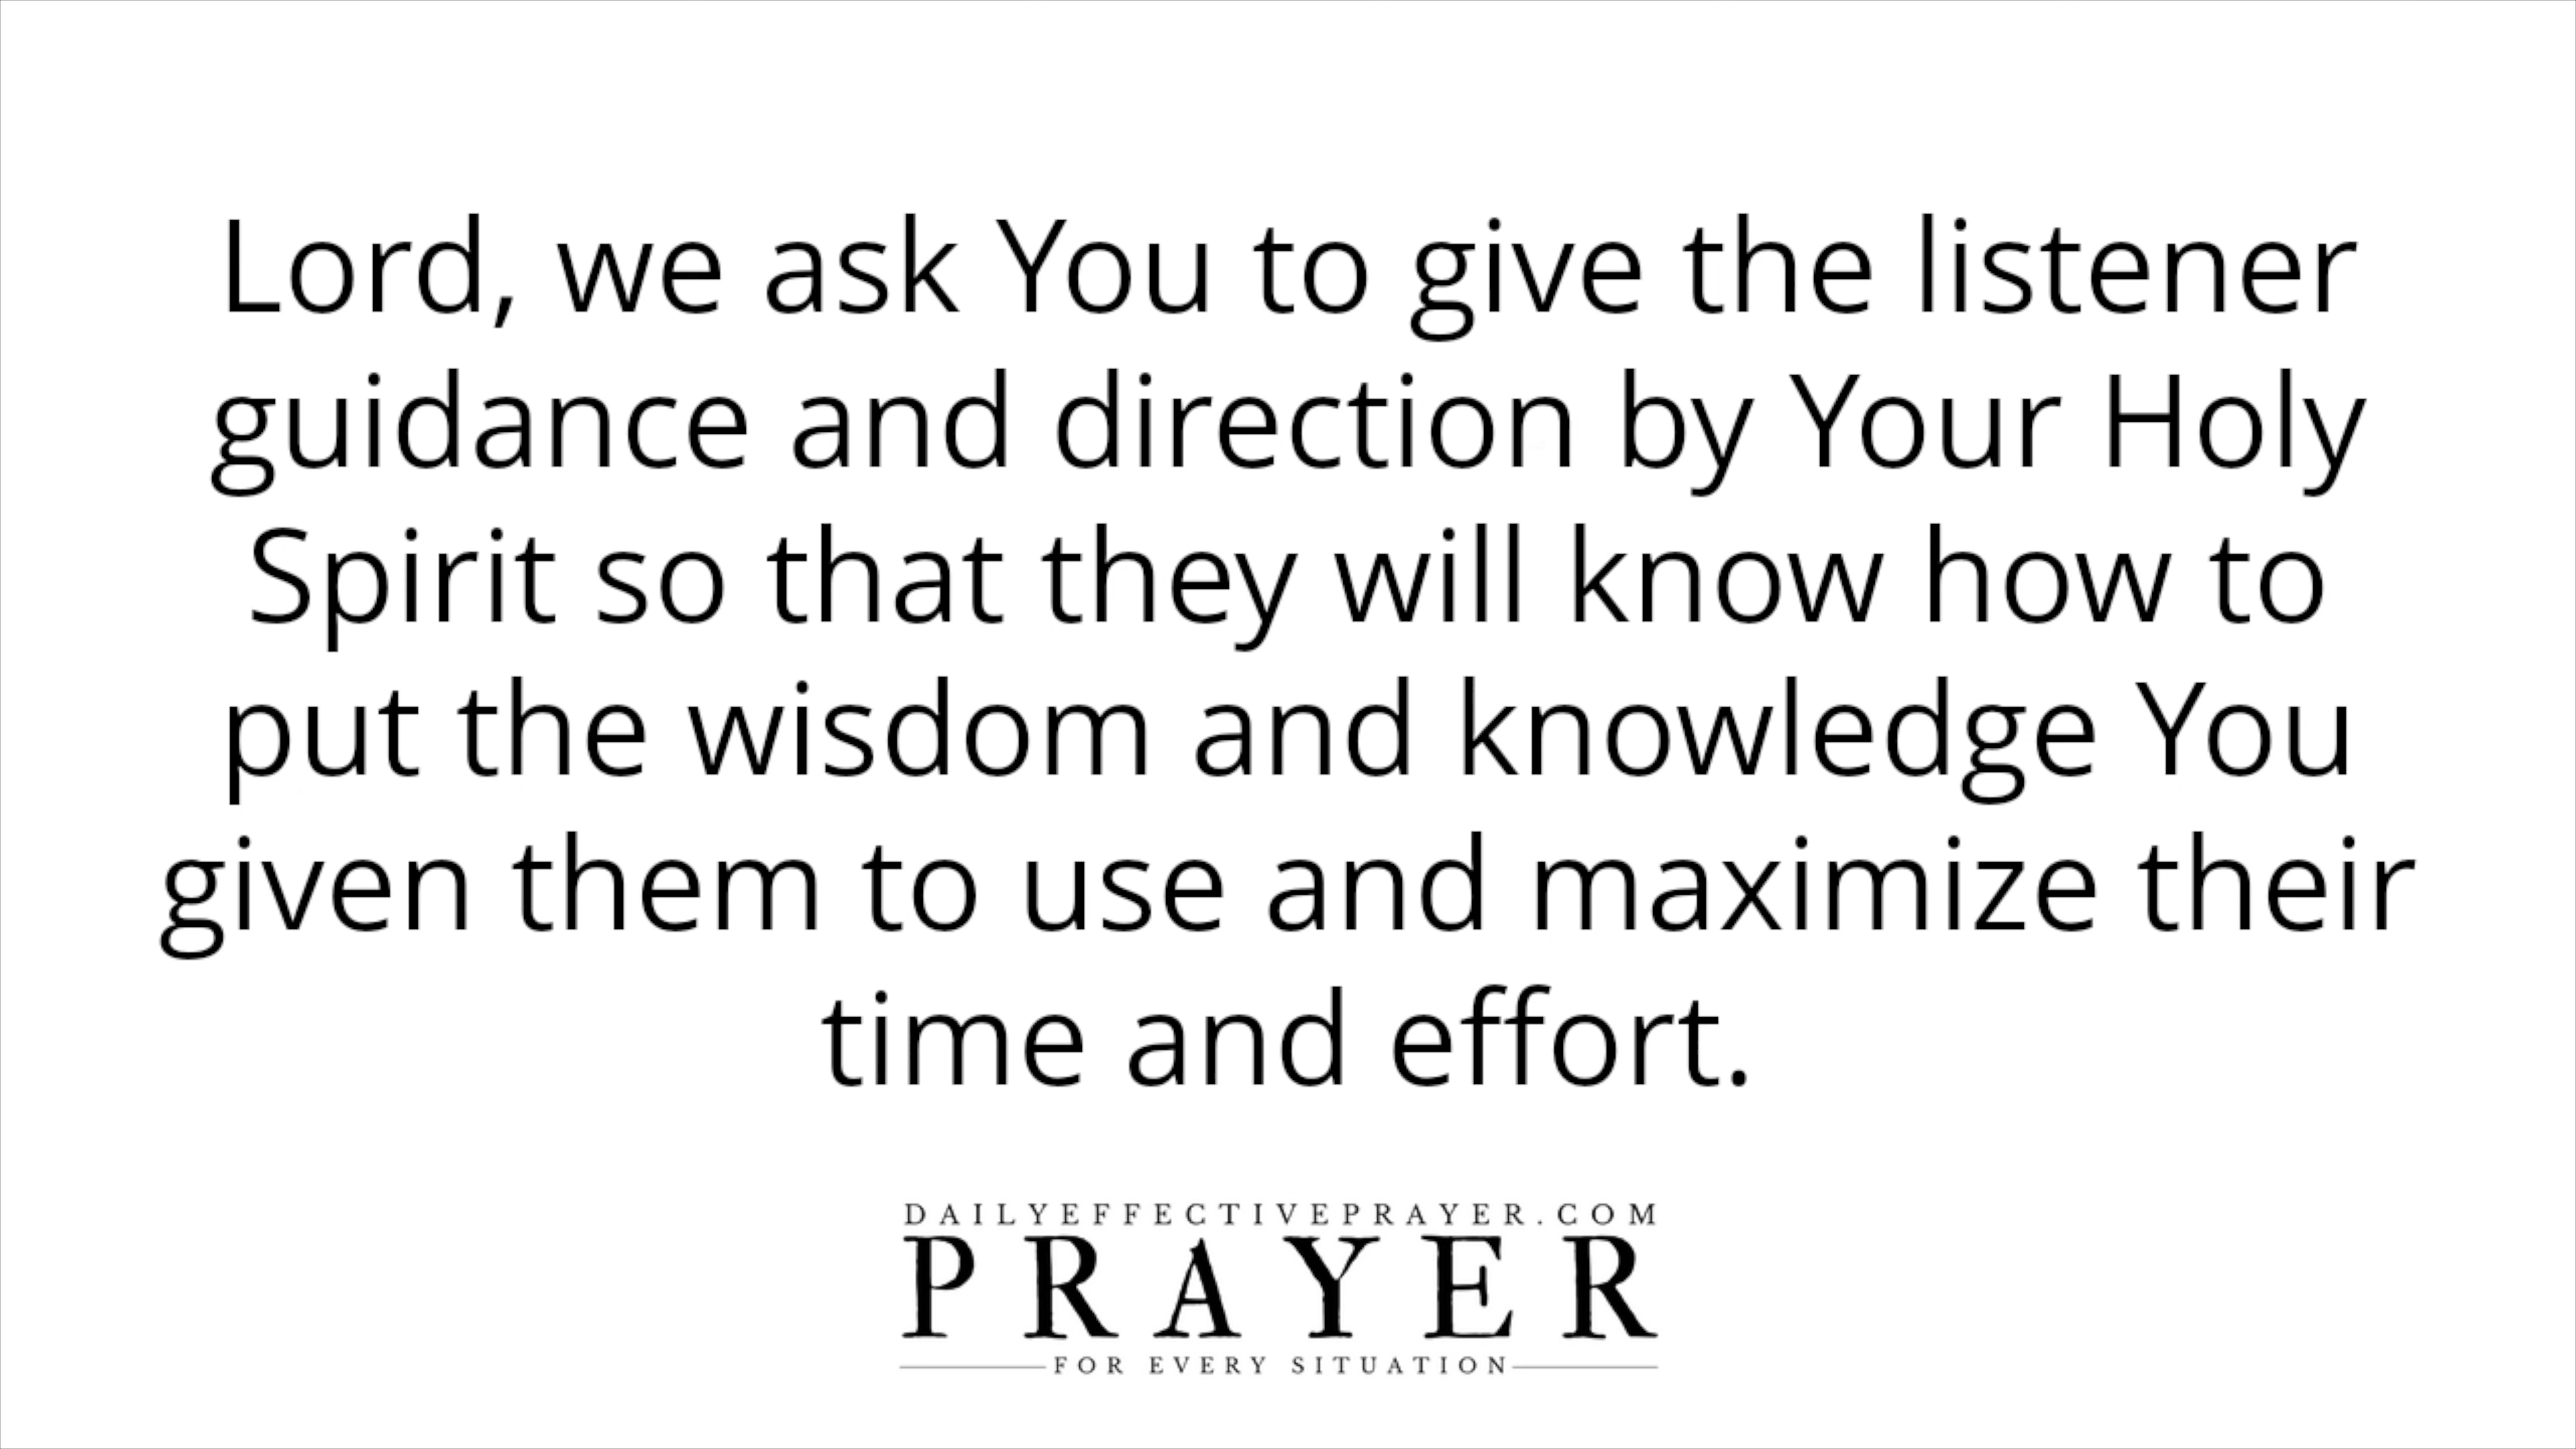 Lord, we ask You to give the listener
guidance and direction by Your Holy
Spirit so that they will know how to
put the wisdom and knowledge You
given them to use and maximize their
time and effort.
DAILYEFFECTIVEPRAYER.COM
PRAYER
FOR EVERY SITUATION